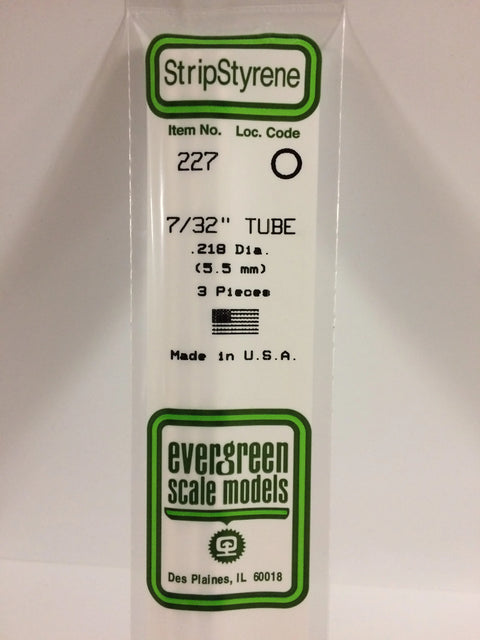 StripStyrene
Item No. Loc. Code
227
7/32" TUBE
.218 Dia.
(5.5 mm)
3 Pieces
Made in U.S.A.
evergreen
scale models
Des Plaines, IL 60018